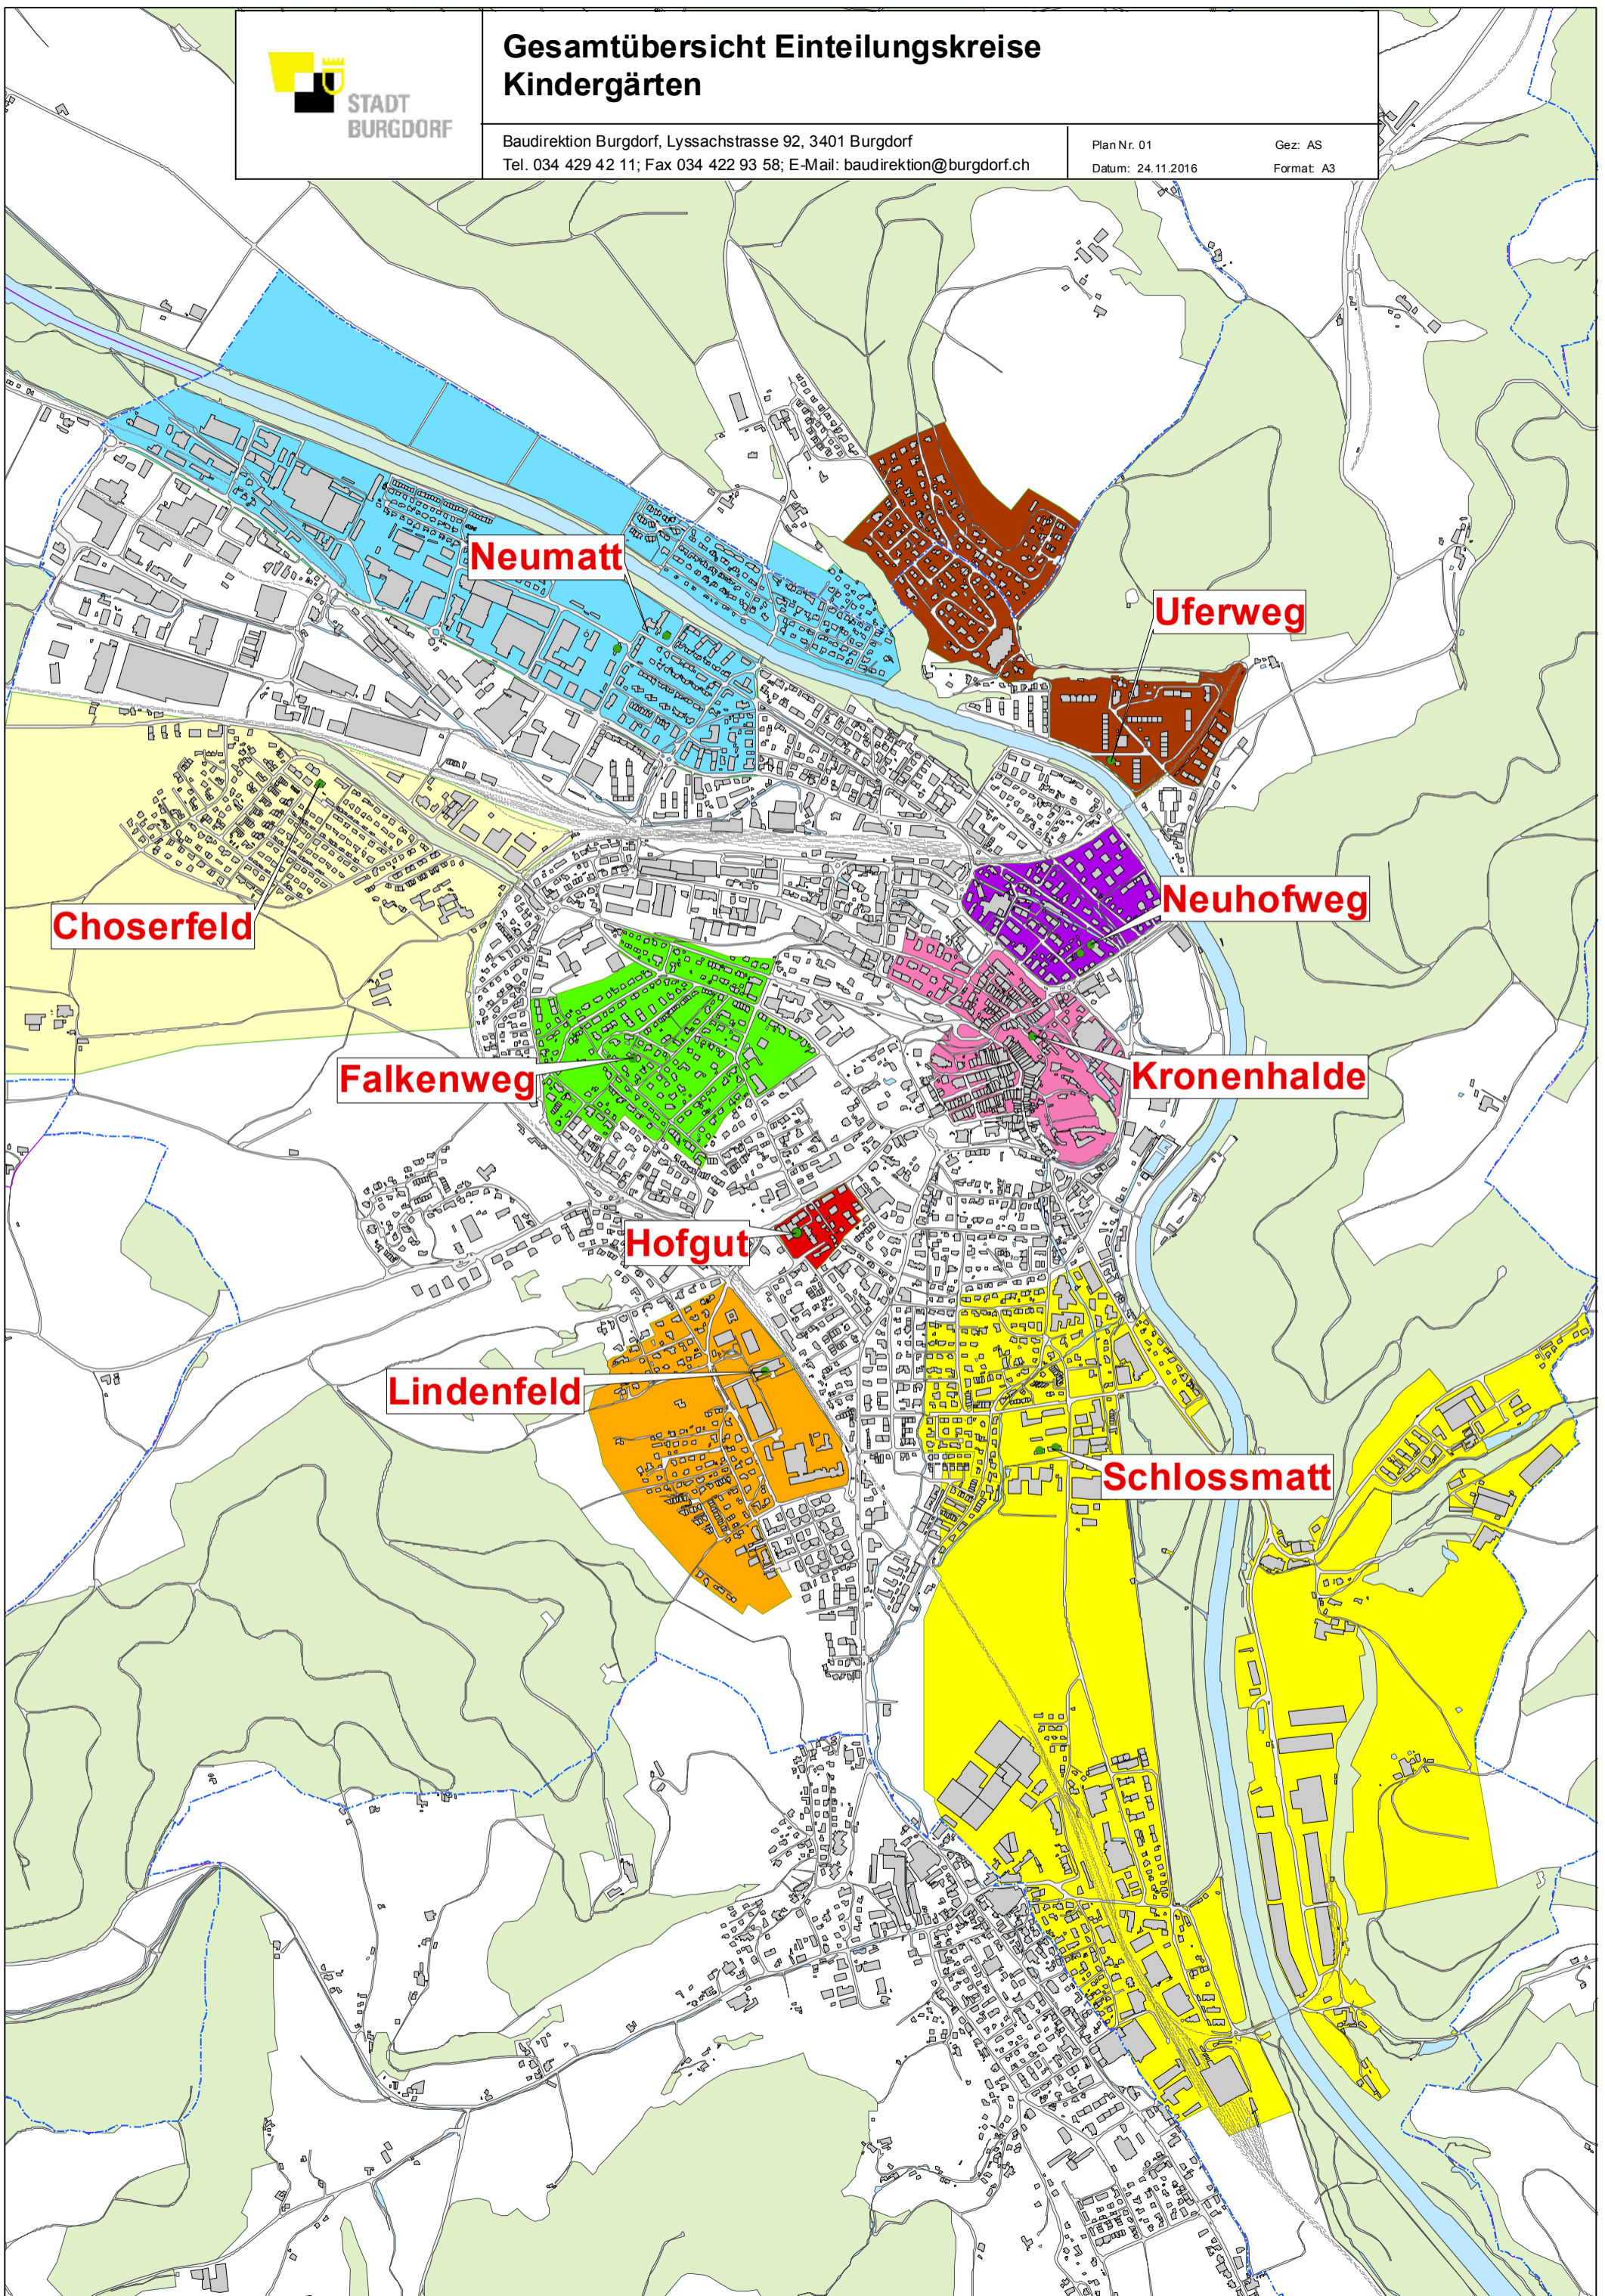 STADT
BURGDORF
Gesamtübersicht Einteilungskreise
Kindergärten
Baudirektion Burgdorf, Lyssachstrasse 92, 3401 Burgdorf
Tel. 034 429 42 11; Fax 034 422 93 58; E-Mail: baudirektion@burgdorf.ch
Plan Nr. 01
Gez: AS
Datum: 24.11.2016
Format: A3
Neumatt
Uferweg
Neuhofweg
Choserfeld
Kronenhalde
Falkenweg
Hofgut
Lindenfeld
Schlossmatt